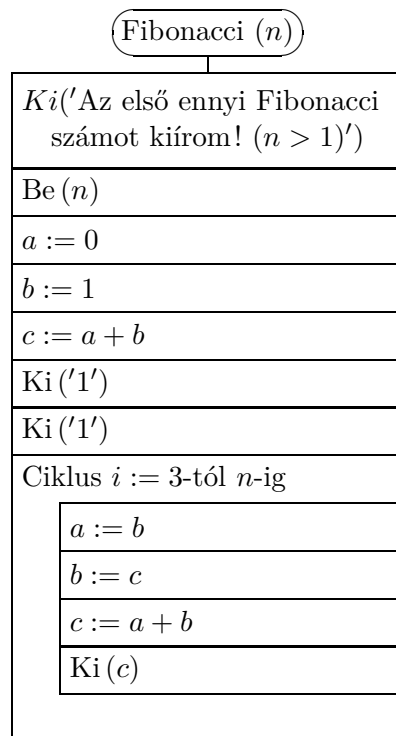 Fibonacci (n)
Ki('Az első ennyi Fibonacci
számot kiírom! (n > 1)')
Be (n)
a := 0
b := 1
c := a + b
Ki ('1')
Ki ('1')
Ciklus i := 3-tól n-ig
a := b
b := c
c := a + b
Ki (c)